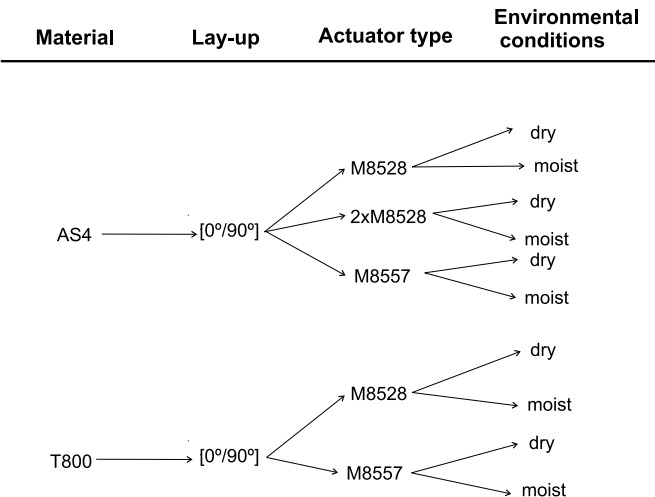 Material Lay-up Actuator type Environmental
conditions
dry
M8528 moist
dry
2xM8528
AS4 [0º/90º] moist
dry
M8557
moist
dry
M8528
moist
dry
T800 [0º/90º]
M8557
moist